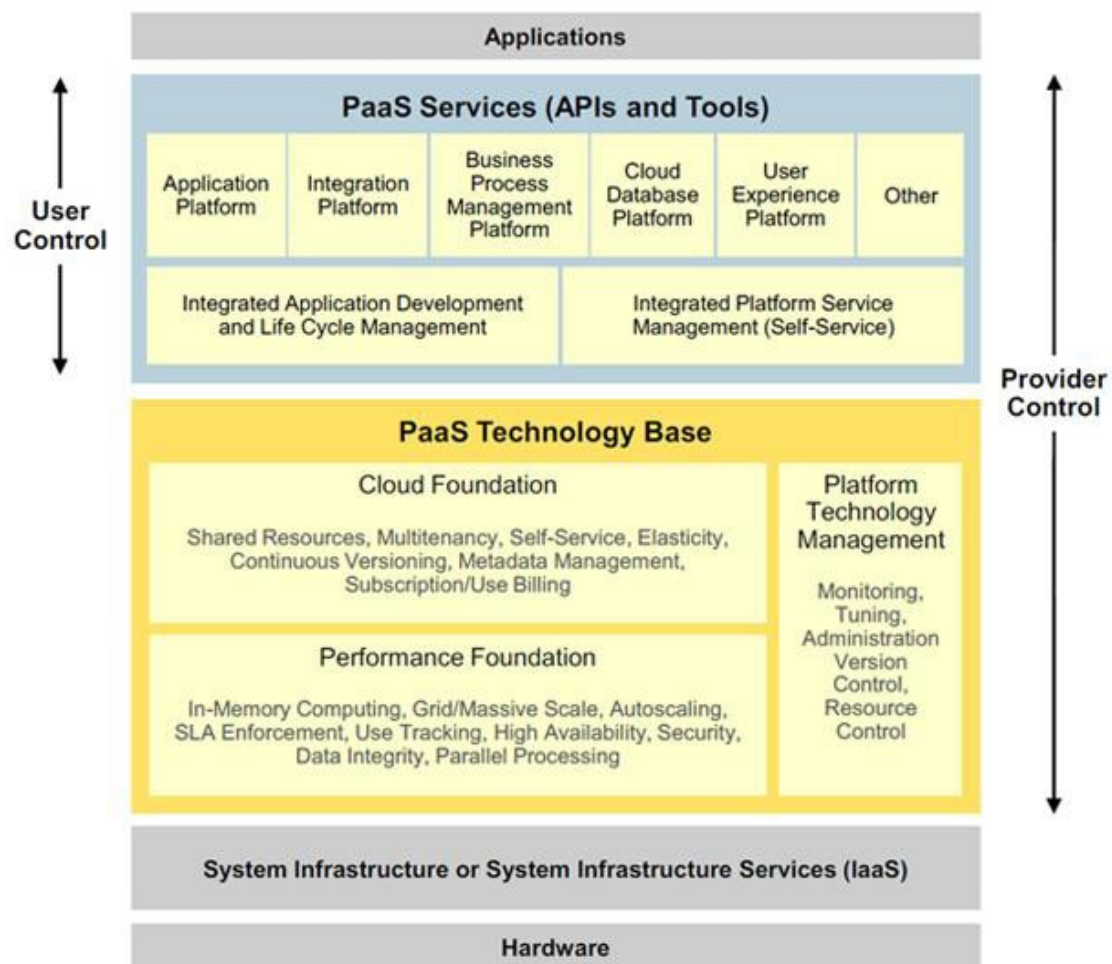 Applications
PaaS Services (APIs and Tools)
Application
Platform
Integration
Platform
Business
Process
Management
Platform
Cloud
Database
Platform
User
Experience
Platform
Other
Integrated Application Development
and Life Cycle Management
Integrated Platform Service
Management (Self-Service)
User
Control
Provider
Control
PaaS Technology Base
Cloud Foundation
Shared Resources, Multitenancy, Self-Service, Elasticity,
Continuous Versioning, Metadata Management,
Subscription/Use Billing
Performance Foundation
In-Memory Computing, Grid/Massive Scale, Autoscaling,
SLA Enforcement, Use Tracking, High Availability, Security,
Data Integrity, Parallel Processing
Platform
Technology
Management
Monitoring,
Tuning,
Administration
Version
Control,
Resource
Control
System Infrastructure or System Infrastructure Services (IaaS)
Hardware